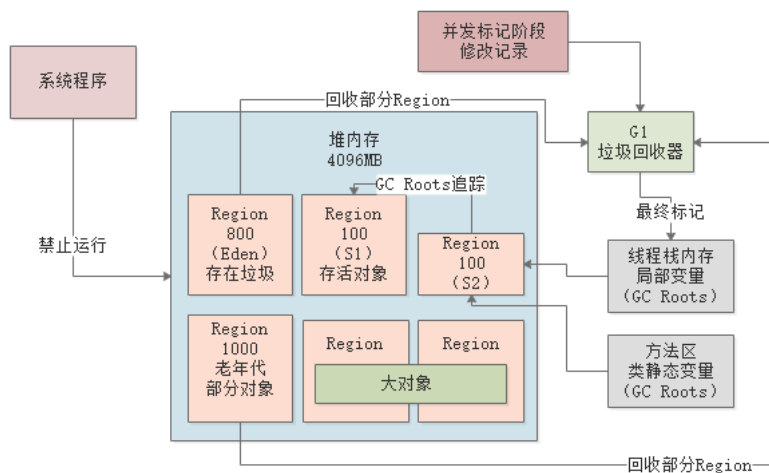 并发标记阶段
修改记录
系统程序
回收部分Region
G1
垃圾回收器
堆内存
4096MB
GC Roots追踪
最终标记
禁止运行
Region
800
(Eden)
存在垃圾
Region
100
(S1)
存活对象
Region
100
(S2)
线程栈内存
局部变量
(GC Roots)
Region
1000
老年代
部分对象
Region
Region
大对象
方法区
类静态变量
(GC Roots)
回收部分Region